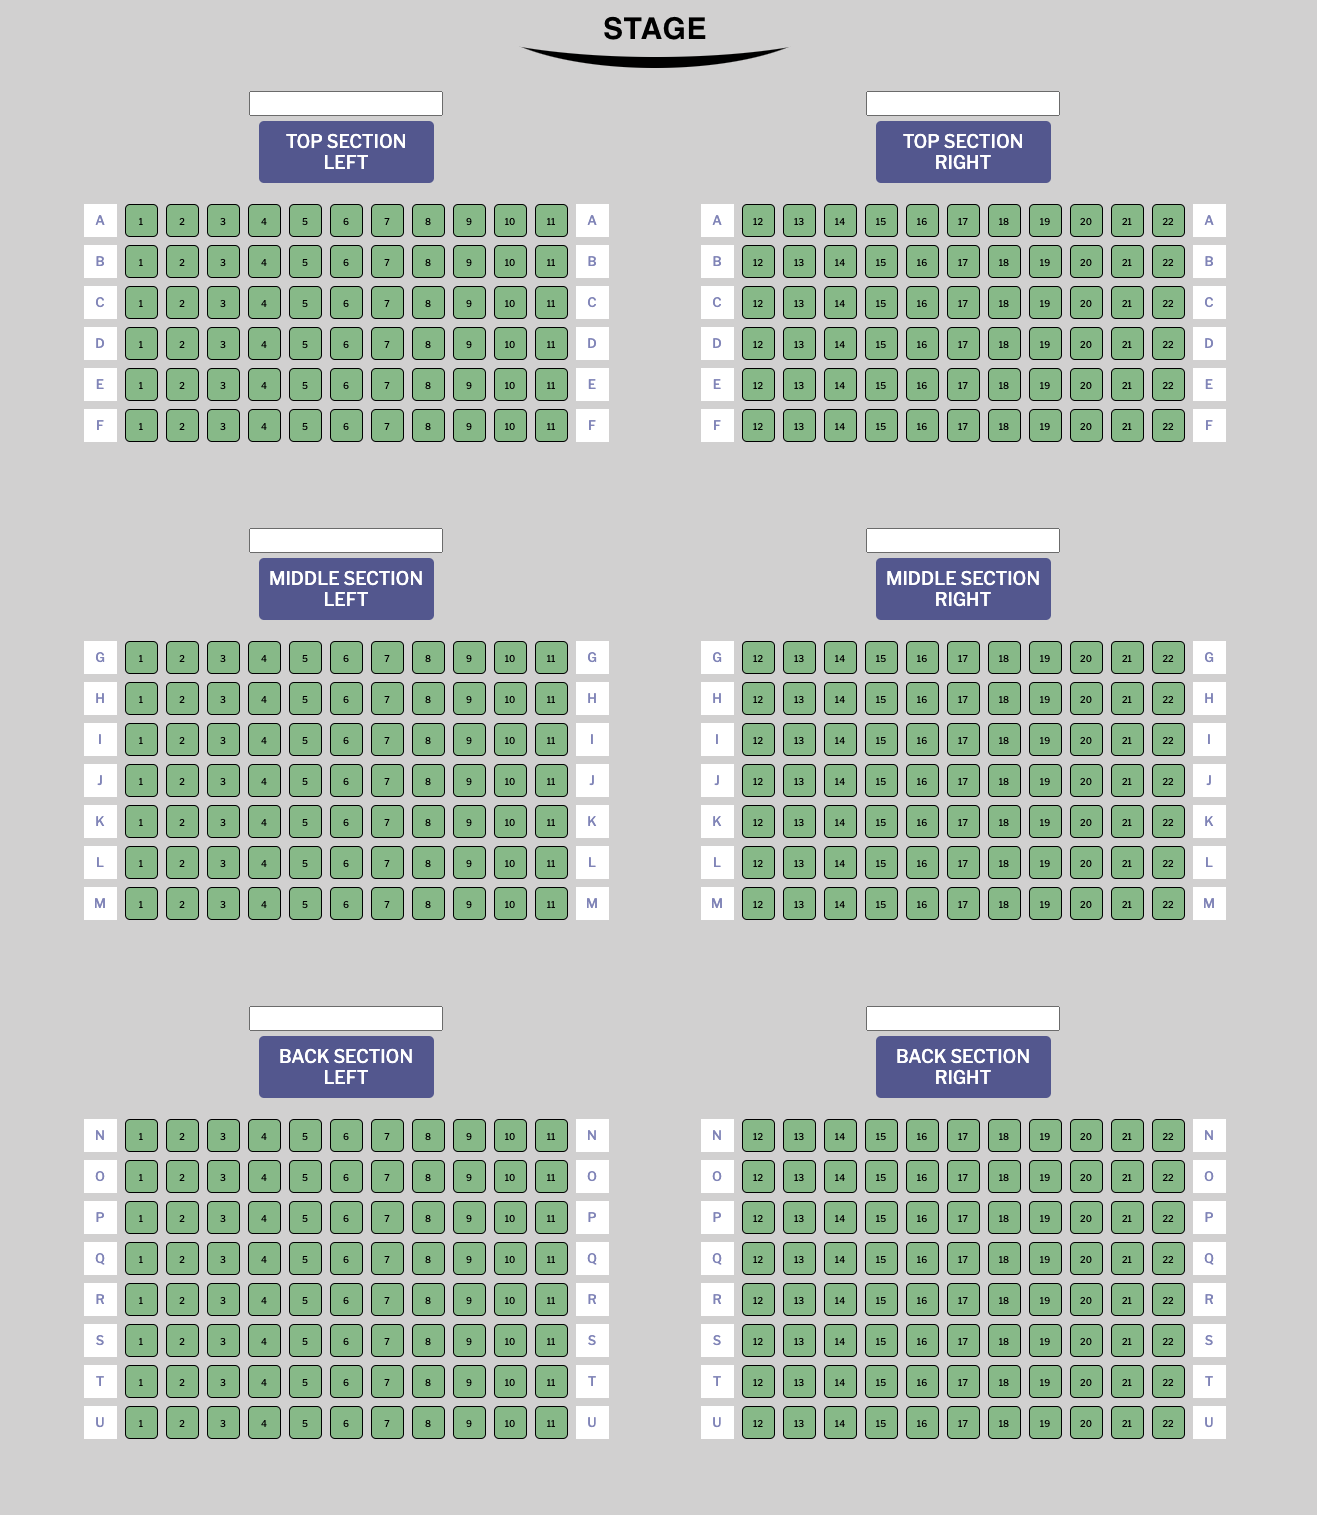 STAGE
TOP SECTION
LEFT
TOP SECTION
RIGHT
A 1 2 3 4 5 6 7 8 9 10 11 A A 12 13 14 15 16 17 18 19 20 21 22 A
B 1 2 3 4 5 6 7 8 9 10 11 B B 12 13 14 15 16 17 18 19 20 21 22 B
C 1 2 3 4 5 6 7 8 9 10 11 C C 12 13 14 15 16 17 18 19 20 21 22 C
D 1 2 3 4 5 6 7 8 9 10 11 D D 12 13 14 15 16 17 18 19 20 21 22 D
E 1 2 3 4 5 6 7 8 9 10 11 E E 12 13 14 15 16 17 18 19 20 21 22 E
F 1 2 3 4 5 6 7 8 9 10 11 F F 12 13 14 15 16 17 18 19 20 21 22 F
MIDDLE SECTION
LEFT
MIDDLE SECTION
RIGHT
G 1 2 3 4 5 6 7 8 9 10 11 G G 12 13 14 15 16 17 18 19 20 21 22 G
H 1 2 3 4 5 6 7 8 9 10 11 H H 12 13 14 15 16 17 18 19 20 21 22 H
I 1 2 3 4 5 6 7 8 9 10 11 I I 12 13 14 15 16 17 18 19 20 21 22 I
J 1 2 3 4 5 6 7 8 9 10 11 J J 12 13 14 15 16 17 18 19 20 21 22 J
K 1 2 3 4 5 6 7 8 9 10 11 K K 12 13 14 15 16 17 18 19 20 21 22 K
L 1 2 3 4 5 6 7 8 9 10 11 L L 12 13 14 15 16 17 18 19 20 21 22 L
M 1 2 3 4 5 6 7 8 9 10 11 M M 12 13 14 15 16 17 18 19 20 21 22 M
BACK SECTION
LEFT
BACK SECTION
RIGHT
N 1 2 3 4 5 6 7 8 9 10 11 N N 12 13 14 15 16 17 18 19 20 21 22 N
O 1 2 3 4 5 6 7 8 9 10 11 O O 12 13 14 15 16 17 18 19 20 21 22 O
P 1 2 3 4 5 6 7 8 9 10 11 P P 12 13 14 15 16 17 18 19 20 21 22 P
Q 1 2 3 4 5 6 7 8 9 10 11 Q Q 12 13 14 15 16 17 18 19 20 21 22 Q
R 1 2 3 4 5 6 7 8 9 10 11 R R 12 13 14 15 16 17 18 19 20 21 22 R
S 1 2 3 4 5 6 7 8 9 10 11 S S 12 13 14 15 16 17 18 19 20 21 22 S
T 1 2 3 4 5 6 7 8 9 10 11 T T 12 13 14 15 16 17 18 19 20 21 22 T
U 1 2 3 4 5 6 7 8 9 10 11 U U 12 13 14 15 16 17 18 19 20 21 22 U